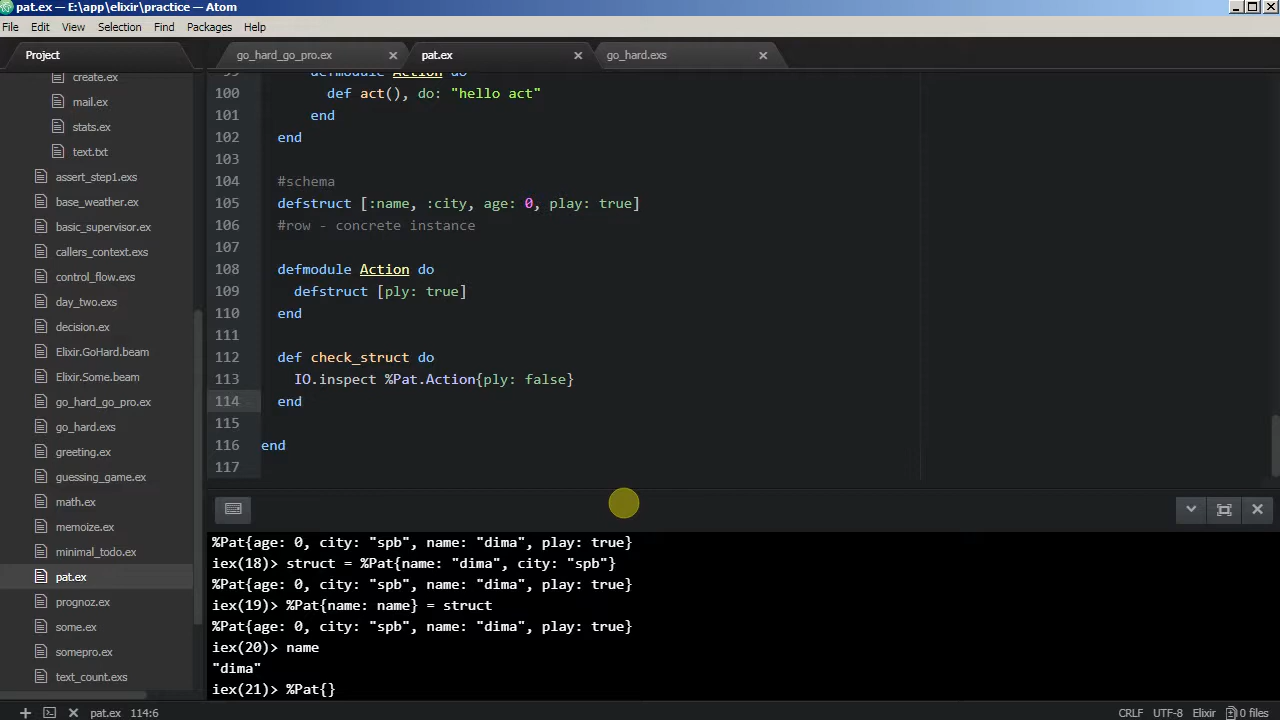 pat.ex — E:\app\elixir\practice — Atom
File Edit View Selection Find Packages Help
Project
go_hard_go_pro.ex
pat.ex
go_hard.exs
create.ex
mail.ex
stats.ex
text.txt
assert_step1.exs
base_weather.ex
basic_supervisor.ex
callers_context.exs
control_flow.exs
day_two.exs
decision.ex
Elixir.GoHard.beam
Elixir.Some.beam
go_hard_go_pro.ex
go_hard.exs
greeting.ex
guessing_game.ex
math.ex
memoize.ex
minimal_todo.ex
pat.ex
prognoz.ex
some.ex
somepro.ex
text_count.exs
99 defmodule Action do
100 def act(), do: "hello act"
101 end
102 end
103
104 #schema
105 defstruct [:name, :city, age: 0, play: true]
106 #row - concrete instance
107
108 defmodule Action do
109 defstruct [ply: true]
110 end
111
112 def check_struct do
113 IO.inspect %Pat.Action{ply: false}
114 end
115
116 end
117
%Pat{age: 0, city: "spb", name: "dima", play: true}
iex(18)> struct = %Pat{name: "dima", city: "spb"}
%Pat{age: 0, city: "spb", name: "dima", play: true}
iex(19)> %Pat{name: name} = struct
%Pat{age: 0, city: "spb", name: "dima", play: true}
iex(20)> name
"dima"
iex(21)> %Pat{}
pat.ex 114:6
CRLF UTF-8 Elixir 0 files